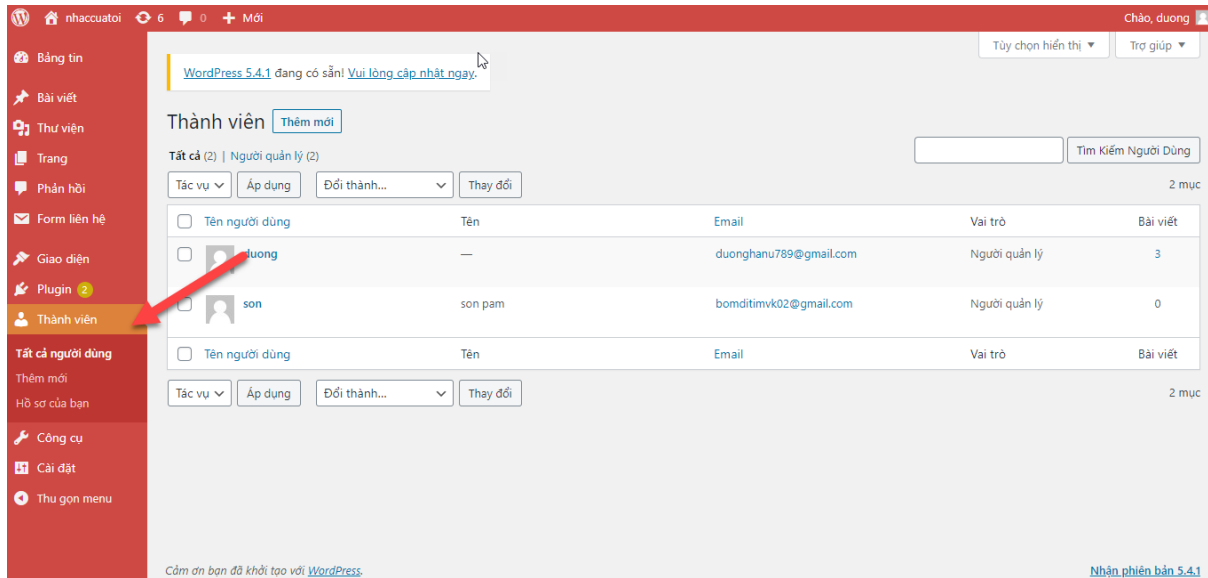 nhaccuatoi 6 0 + Mới Chào, duong
Tùy chọn hiển thị ▼ Trợ giúp ▼
Bảng tin
Bài viết
Thư viện
Trang
Phản hồi
Form liên hệ
Giao diện
Plugin 2
Thành viên
Tất cả người dùng
Thêm mới
Hồ sơ của bạn
Công cụ
Cài đặt
Thu gọn menu
WordPress 5.4.1 đang có sẵn! Vui lòng cập nhật ngay.
Thành viên Thêm mới
Tất cả (2) | Người quản lý (2)
Tìm Kiếm Người Dùng
Tác vụ Áp dụng Đổi thành... Thay đổi 2 mục
Tên người dùng Tên Email Vai trò Bài viết
duong — duonghanu789@gmail.com Người quản lý 3
son son pam bomditimvk02@gmail.com Người quản lý 0
Tên người dùng Tên Email Vai trò Bài viết
Tác vụ Áp dụng Đổi thành... Thay đổi 2 mục
Cảm ơn bạn đã khởi tạo với WordPress. Nhận phiên bản 5.4.1